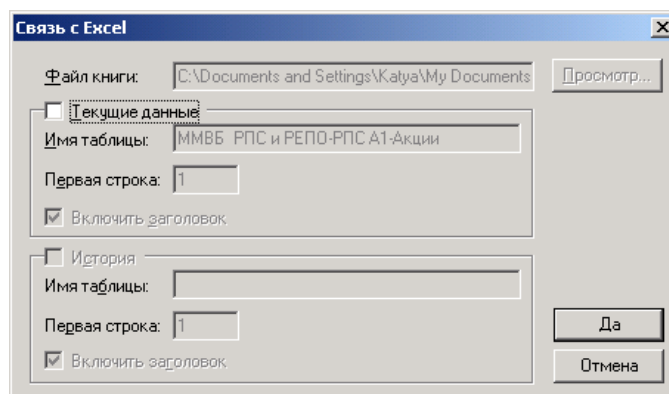 Связь с Excel
Файл книги: C:\Documents and Settings\Katya\My Documents Просмотр...
Текущие данные
Имя таблицы: ММВБ РПС и РЕПО-РПС А1-Акции
Первая строка: 1
Включить заголовок
История
Имя таблицы:
Первая строка: 1
Да
Включить заголовок
Отмена